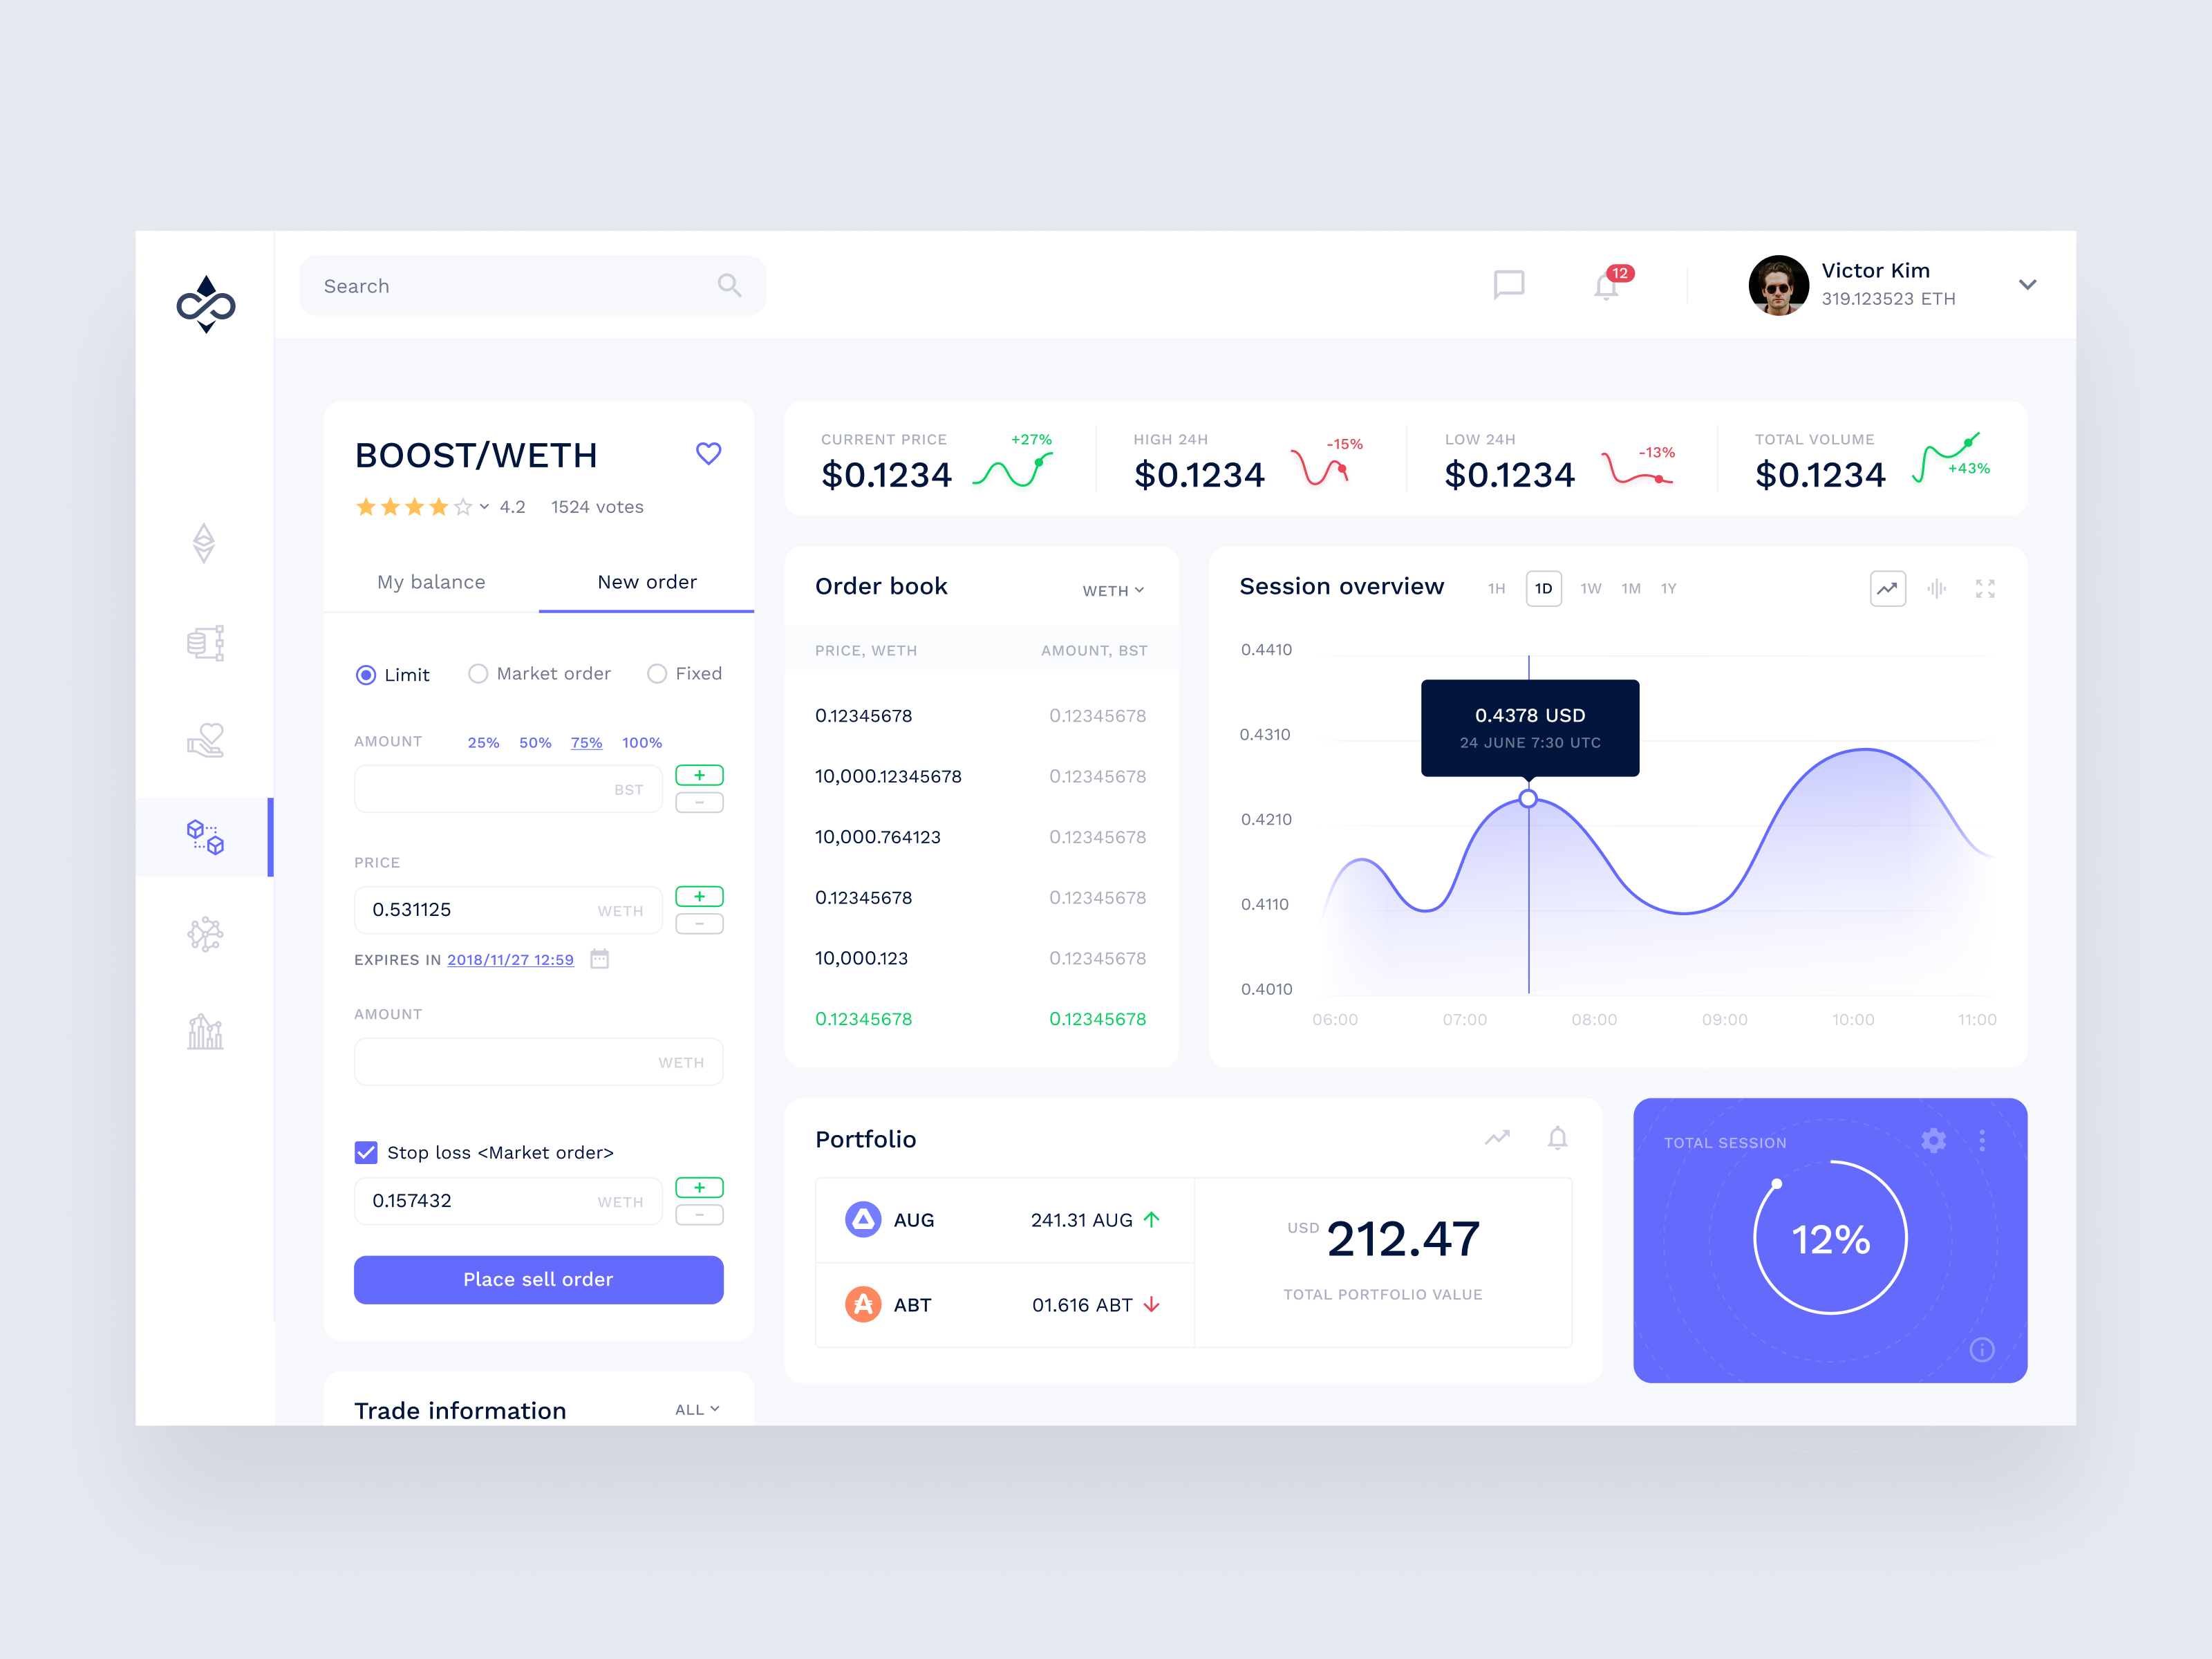 Search
12
Victor Kim
319.123523 ETH
BOOST/WETH
4.2 1524 votes
My balance New order
Limit Market order Fixed
AMOUNT 25% 50% 75% 100%
BST
+
−
PRICE
0.531125 WETH
+
−
EXPIRES IN 2018/11/27 12:59
AMOUNT
WETH
Stop loss <Market order>
0.157432 WETH
+
−
Place sell order
Trade information ALL
CURRENT PRICE +27%
$0.1234
HIGH 24H -15%
$0.1234
LOW 24H -13%
$0.1234
TOTAL VOLUME
$0.1234 +43%
Order book WETH
PRICE, WETH AMOUNT, BST
0.12345678 0.12345678
10,000.12345678 0.12345678
10,000.764123 0.12345678
0.12345678 0.12345678
10,000.123 0.12345678
0.12345678 0.12345678
Session overview 1H 1D 1W 1M 1Y
0.4410
0.4310
0.4210
0.4110
0.4010
0.4378 USD
24 JUNE 7:30 UTC
06:00 07:00 08:00 09:00 10:00 11:00
Portfolio
AUG 241.31 AUG
ABT 01.616 ABT
USD 212.47
TOTAL PORTFOLIO VALUE
TOTAL SESSION
12%